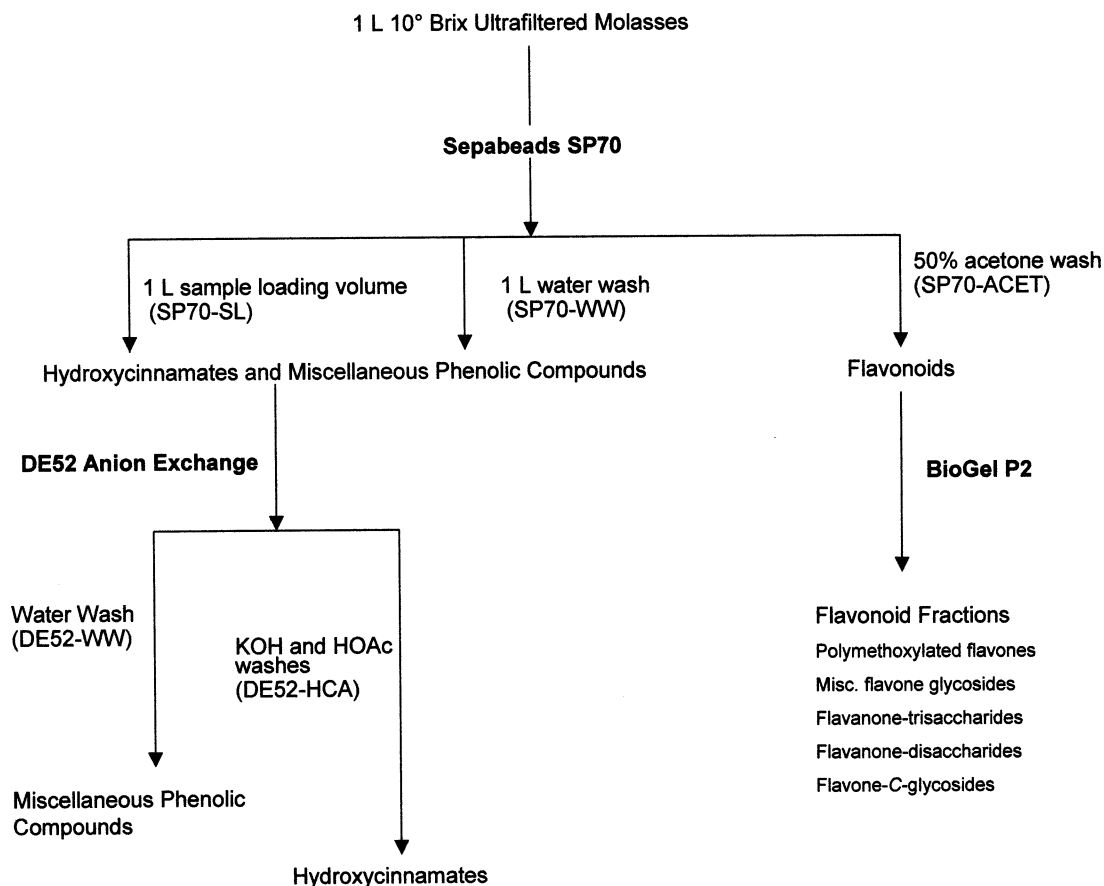 1 L 10° Brix Ultrafiltered Molasses
Sepabeads SP70
1 L sample loading volume
(SP70-SL)
1 L water wash
(SP70-WW)
50% acetone wash
(SP70-ACET)
Hydroxycinnamates and Miscellaneous Phenolic Compounds
Flavonoids
DE52 Anion Exchange
BioGel P2
Water Wash
(DE52-WW)
KOH and HOAc
washes
(DE52-HCA)
Flavonoid Fractions
Polymethoxylated flavones
Misc. flavone glycosides
Flavanone-trisaccharides
Flavanone-disaccharides
Flavone-C-glycosides
Miscellaneous Phenolic
Compounds
Hydroxycinnamates